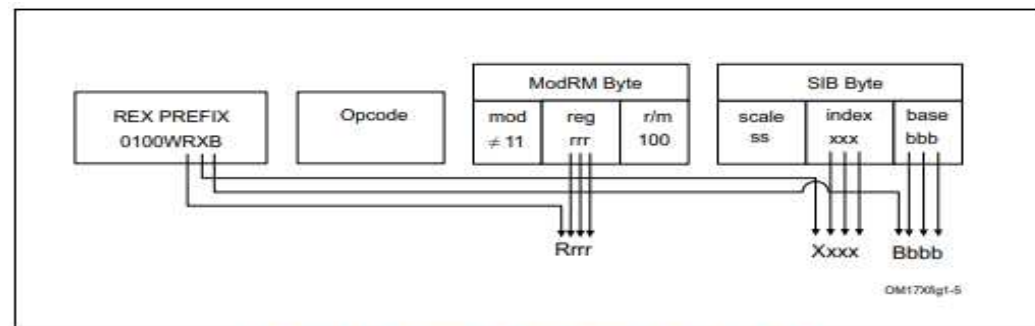 ModRM Byte
SIB Byte
REX PREFIX
0100WRXB
Opcode
mod
≠ 11
reg
rrr
r/m
100
scale
ss
index
xxx
base
bbb
Rrrr
Xxxx
Bbbb
OM17Xfig1-5